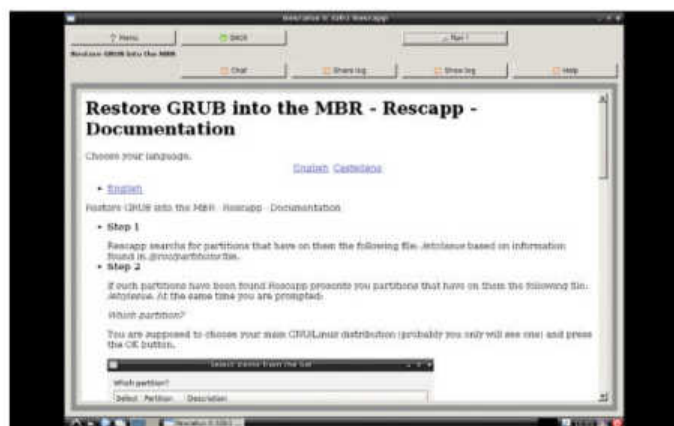 Rescatux 0.32b1 Rescapp
? Menu
BACK
Run !
Restore GRUB into the MBR
Chat
Share log
Show log
Help
Restore GRUB into the MBR - Rescapp -
Documentation
Choose your language.
English Castellano
English
Restore GRUB into the MBR - Rescapp - Documentation
Step 1
Rescapp searchs for partitions that have on them the following file: /etc/issue based on information
found in /proc/partitions file.
Step 2
If such partitions have been found Rescapp presents you partitions that have on them the following file:
/etc/issue. At the same time you are prompted:
Which partition?
You are supposed to choose your main GNU/Linux distribution (probably you only will see one) and press
the OK button.
Select items from the list
Which partition?
Select Partition Description